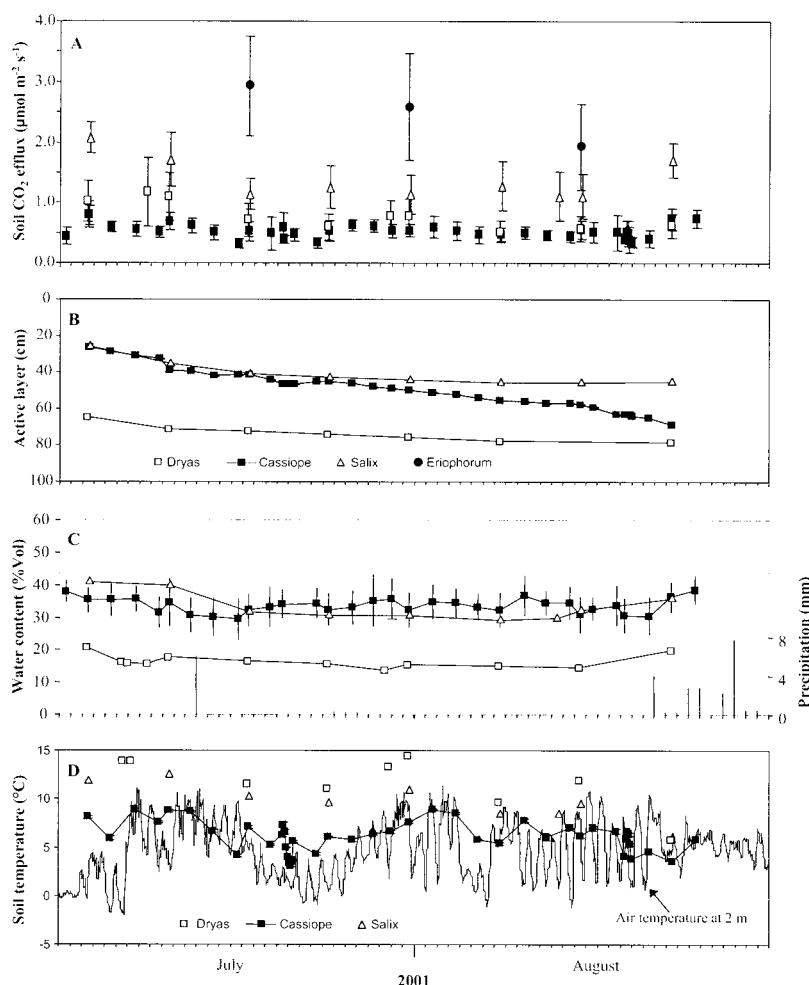 A
Soil CO2 efflux (μmol m-2 s-1)
4.0
3.0
2.0
1.0
0.0
B
Active layer (cm)
0
20
40
60
80
100
Dryas Cassiope Salix Eriophorum
C
Water content (%Vol)
60
50
40
30
20
10
0
Precipitation (mm)
8
4
0
D
Soil temperature (°C)
15
10
5
0
-5
Dryas Cassiope Salix
Air temperature at 2 m
July August
2001